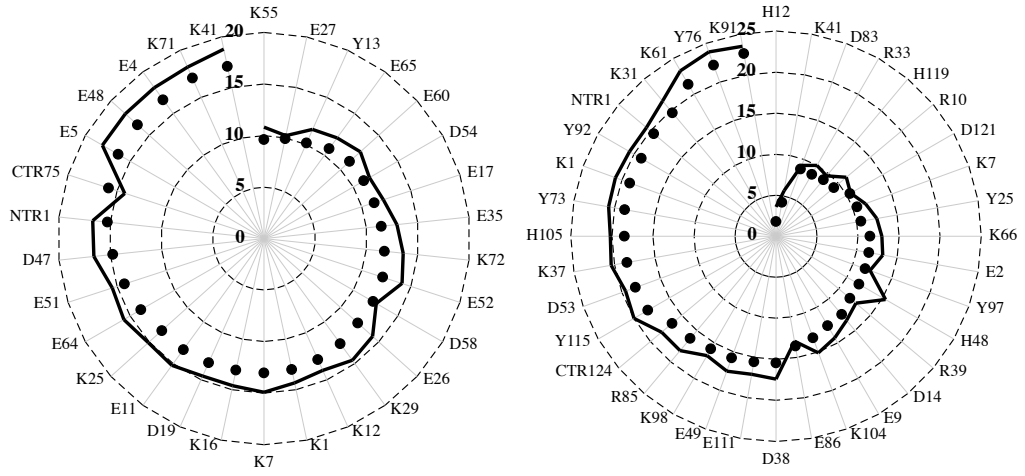 K55
E27
Y13
E65
E60
D54
E17
E35
K72
E52
D58
E26
K29
K12
K1
K7
K16
D19
E11
K25
E64
E51
D47
NTR1
CTR75
E5
E48
E4
K71
K41
20
15
10
5
0
H12
K41
D83
R33
H119
R10
D121
K7
Y25
K66
E2
Y97
H48
R39
D14
E9
K104
E86
D38
E111
E49
K98
R85
CTR124
Y115
D53
K37
H105
Y73
K1
Y92
NTR1
K31
K61
Y76
K91
25
20
15
10
5
0